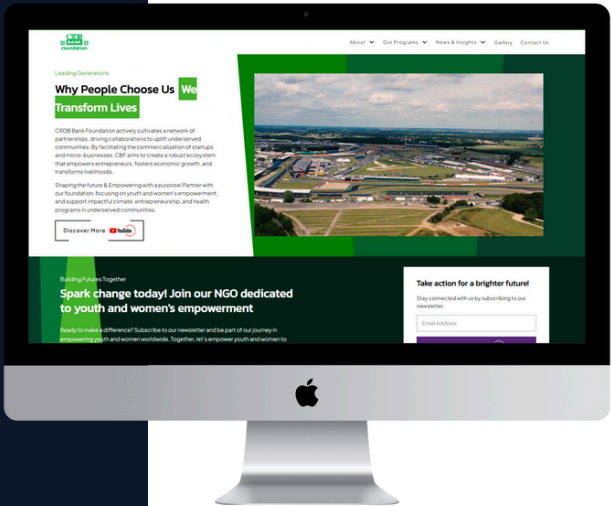 BANK
Foundation
About
Our Programs
News & Insights
Gallery
Contact Us
Leading Generations
Why People Choose Us We
Transform Lives
CRDB Bank Foundation actively cultivates a network of
partnerships, driving collaborations to uplift underserved
communities. By facilitating the commercialization of startups
and micro-businesses, CBF aims to create a robust ecosystem
that empowers entrepreneurs, fosters economic growth, and
transforms livelihoods.
Shaping the future & Empowering with a purpose! Partner with
our foundation, focusing on youth and women's empowerment,
and support impactful climate, entrepreneurship, and health
programs in underserved communities.
Discover More
YouTube
Building Futures Together
Spark change today! Join our NGO dedicated
to youth and women's empowerment
Ready to make a difference? Subscribe to our newsletter and be part of our journey in
empowering youth and women worldwide. Together, let's empower youth and women to
Take action for a brighter future!
Stay connected with us by subscribing to our
newsletter.
Email Address